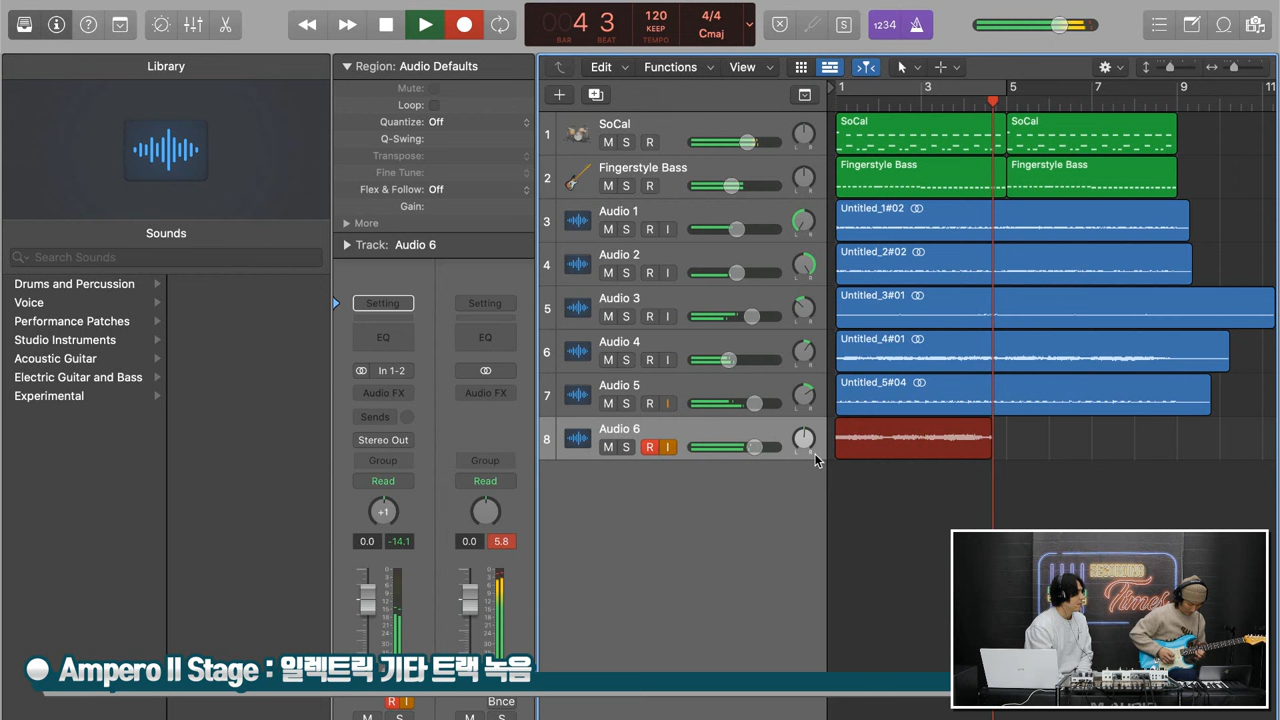 4 3
BAR BEAT
120
KEEP
TEMPO
4/4
Cmaj
1234
S
Library
Region: Audio Defaults
Mute:
Loop:
Quantize: Off
Q-Swing:
Transpose:
Fine Tune:
Flex & Follow: Off
Gain:
More
Track: Audio 6
Sounds
Search Sounds
Drums and Percussion
Voice
Performance Patches
Studio Instruments
Acoustic Guitar
Electric Guitar and Bass
Experimental
Setting Setting
EQ EQ
In 1-2
Audio FX Audio FX
Sends
Stereo Out
Group Group
Read Read
+1
0.0 -14.1 0.0 5.8
R I Bnce
M S M
Edit Functions View
1 3 5 7 9 11
1 SoCal
M S R
2 Fingerstyle Bass
M S R
3 Audio 1
M S R I
4 Audio 2
M S R I
5 Audio 3
M S R I
6 Audio 4
M S R I
7 Audio 5
M S R I
8 Audio 6
M S R I
SoCal SoCal
Fingerstyle Bass Fingerstyle Bass
Untitled_1#02
Untitled_2#02
Untitled_3#01
Untitled_4#01
Untitled_5#04
RECORDING
Times
Ampero II Stage : 일렉트릭 기타 트랙 녹음